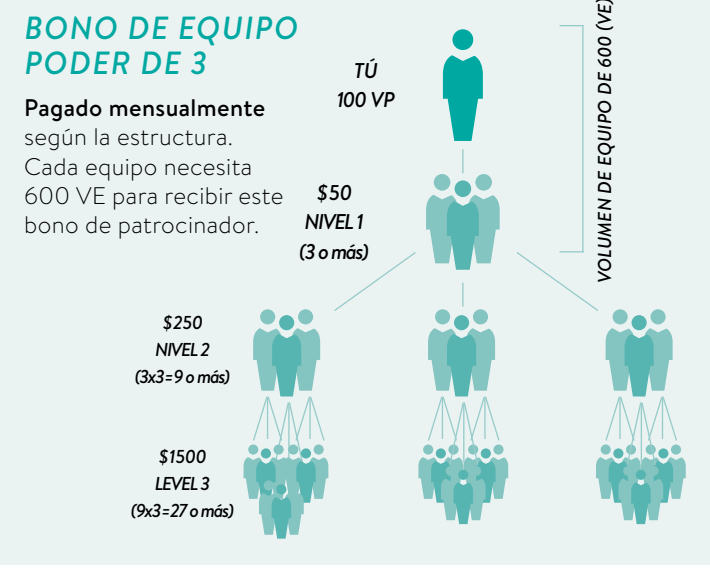 BONO DE EQUIPO
PODER DE 3
Pagado mensualmente
según la estructura.
Cada equipo necesita
600 VE para recibir este
bono de patrocinador.
TÚ
100 VP
VOLUMEN DE EQUIPO DE 600 (VE)
$50
NIVEL 1
(3 o más)
$250
NIVEL 2
(3x3=9 o más)
$1500
LEVEL 3
(9x3=27 o más)